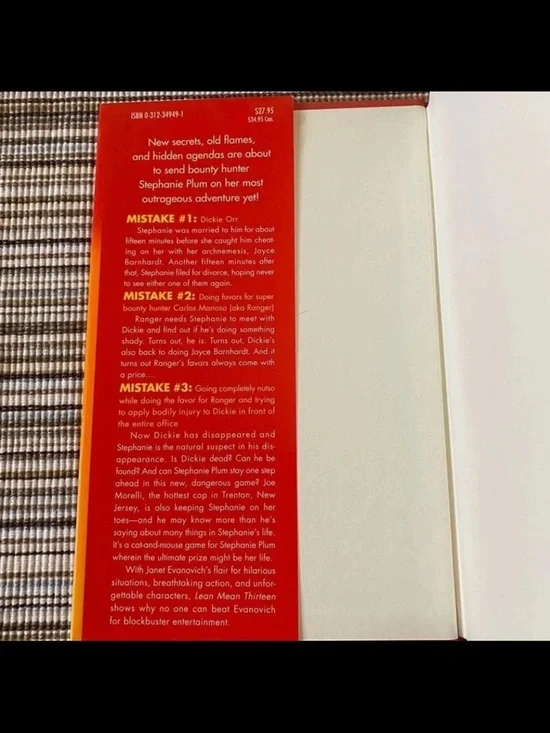 ISBN 0-312-34949-1
$27.95
$34.95 Can.
New secrets, old flames,
and hidden agendas are about
to send bounty hunter
Stephanie Plum on her most
outrageous adventure yet!
MISTAKE #1: Dickie Orr
Stephanie was married to him for about
fifteen minutes before she caught him cheat-
ing on her with her archnemesis, Joyce
Barnhardt. Another fifteen minutes after
that, Stephanie filed for divorce, hoping never
to see either one of them again.
MISTAKE #2: Doing favors for super
bounty hunter Carlos Manoso (aka Ranger)
Ranger needs Stephanie to meet with
Dickie and find out if he's doing something
shady. Turns out, he is. Turns out, Dickie's
also back to doing Joyce Barnhardt. And it
turns out Ranger's favors always come with
a price....
MISTAKE #3: Going completely nutso
while doing the favor for Ranger and trying
to apply bodily injury to Dickie in front of
the entire office
Now Dickie has disappeared and
Stephanie is the natural suspect in his dis-
appearance. Is Dickie dead? Can he be
found? And can Stephanie Plum stay one step
ahead in this new, dangerous game? Joe
Morelli, the hottest cop in Trenton, New
Jersey, is also keeping Stephanie on her
toes—and he may know more than he's
saying about many things in Stephanie's life.
It's a cat-and-mouse game for Stephanie Plum
wherein the ultimate prize might be her life.
With Janet Evanovich's flair for hilarious
situations, breathtaking action, and unfor-
gettable characters, Lean Mean Thirteen
shows why no one can beat Evanovich
for blockbuster entertainment.